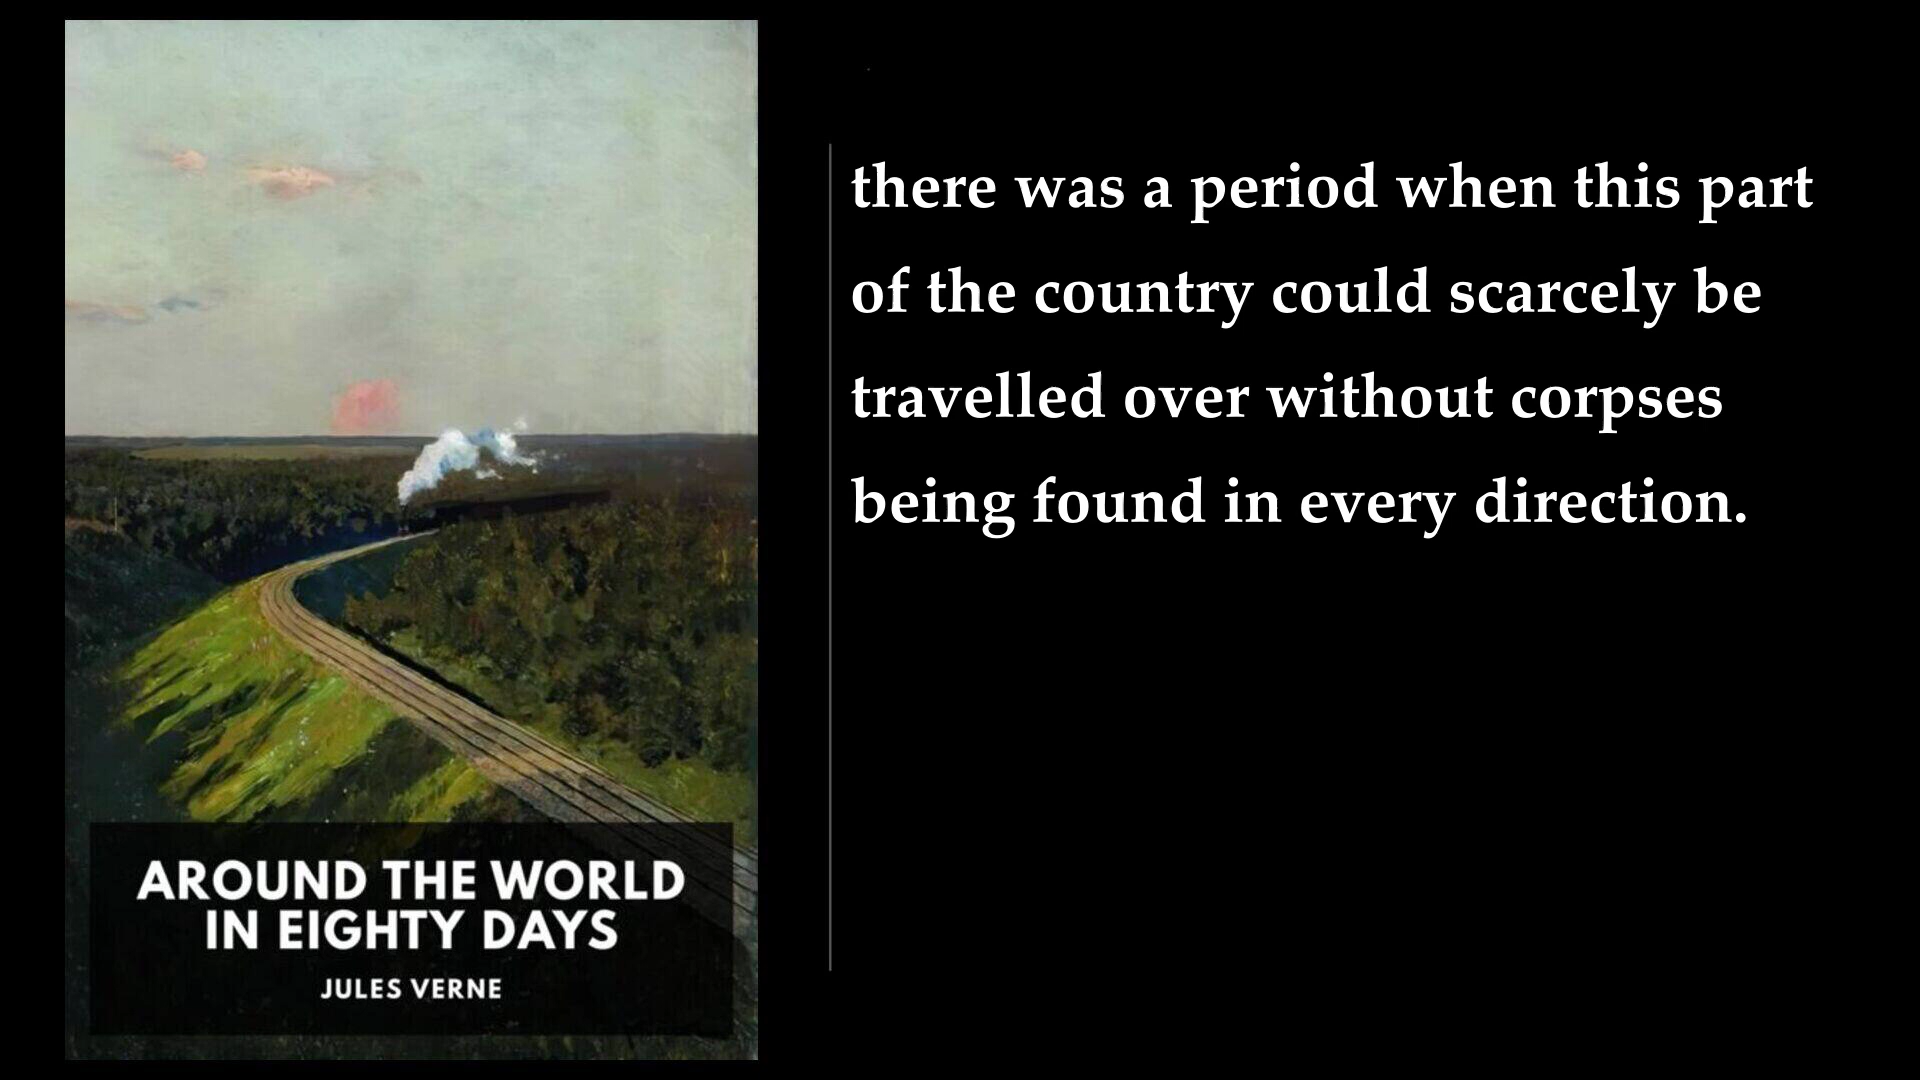 there was a period when this part
of the country could scarcely be
travelled over without corpses
being found in every direction.
AROUND THE WORLD
IN EIGHTY DAYS
JULES VERNE